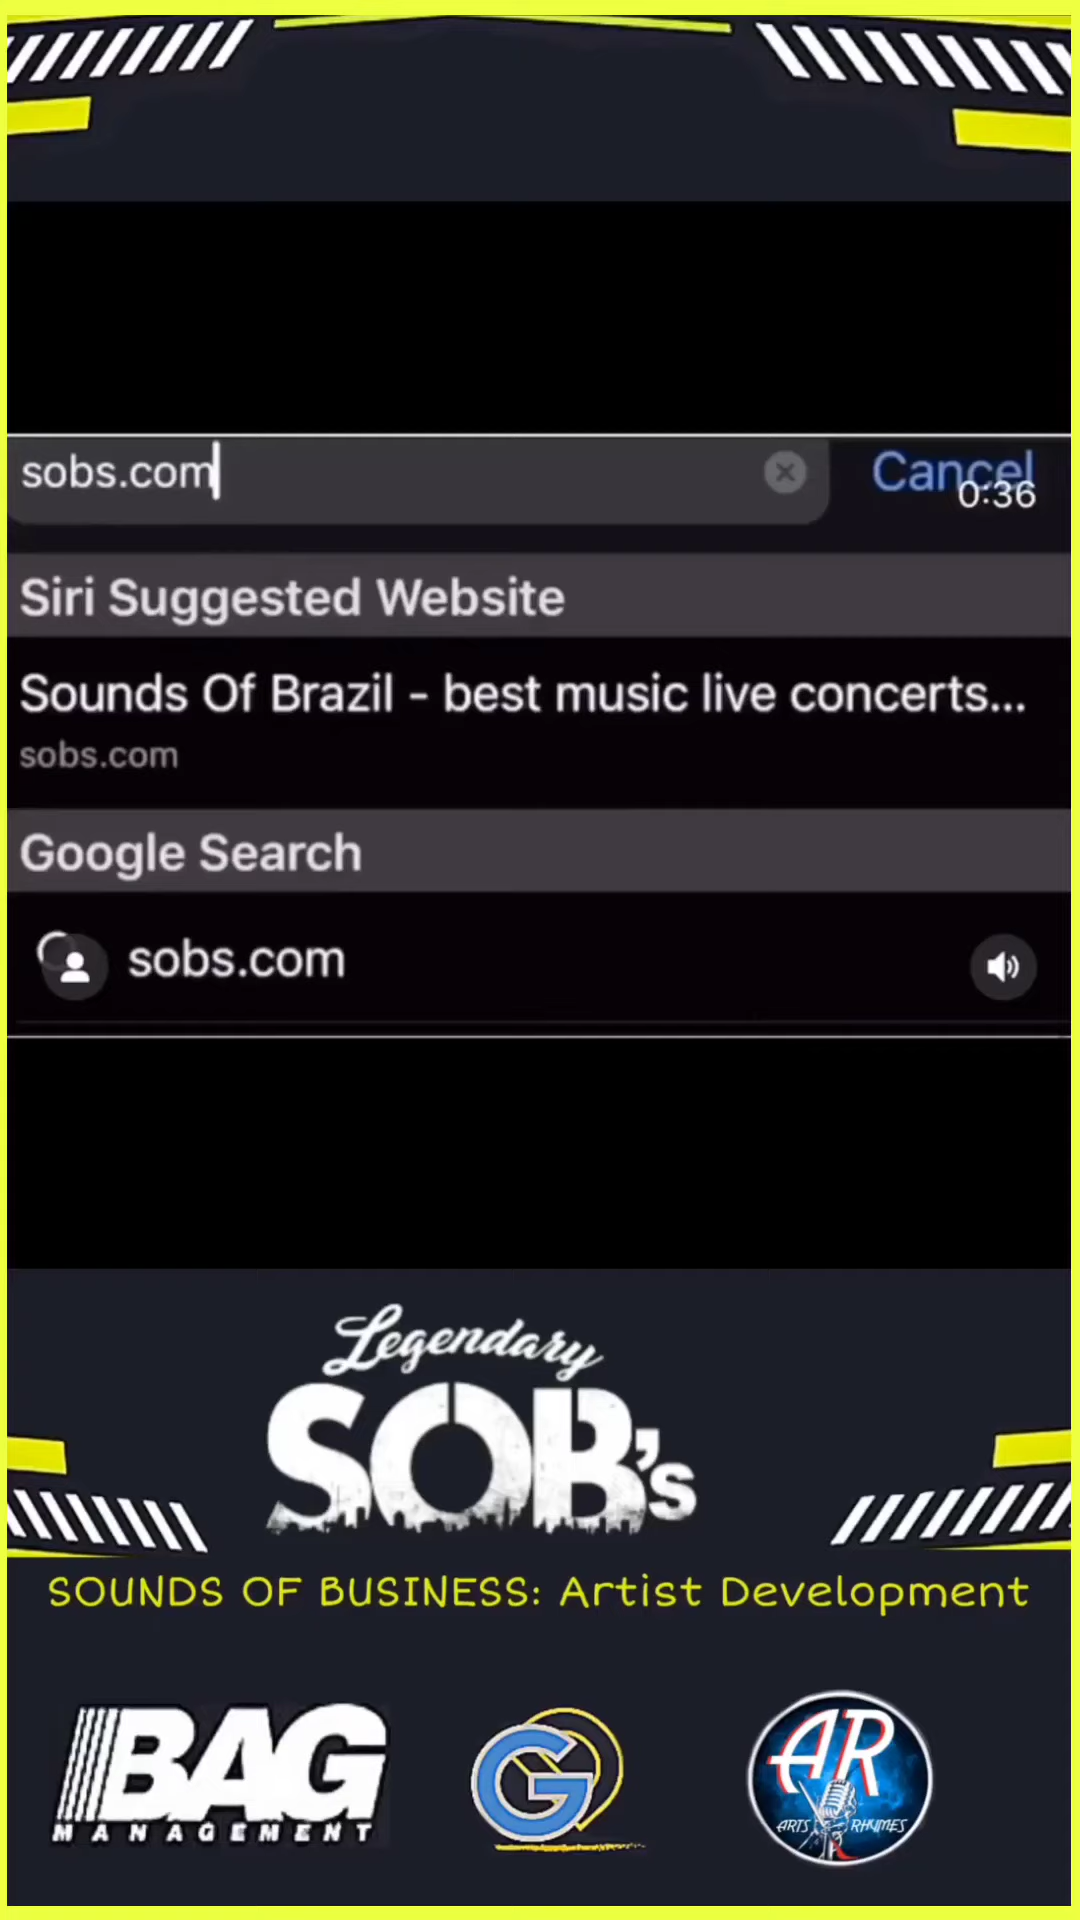 sobs.com
Cancel
0:36
Siri Suggested Website
Sounds Of Brazil - best music live concerts...
sobs.com
Google Search
sobs.com
Legendary
SOB's
SOUNDS OF BUSINESS: Artist Development
BAG
MANAGEMENT
G
AR
ARTS RHYMES